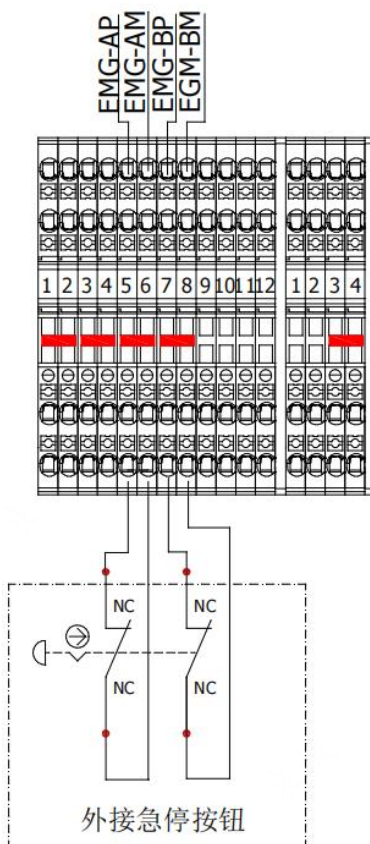 EMG-AP
EMG-AM
EMG-BP
EGM-BM
1 2 3 4 5 6 7 8 9 10 11 12 1 2 3 4
NC NC
NC NC
外接急停按钮